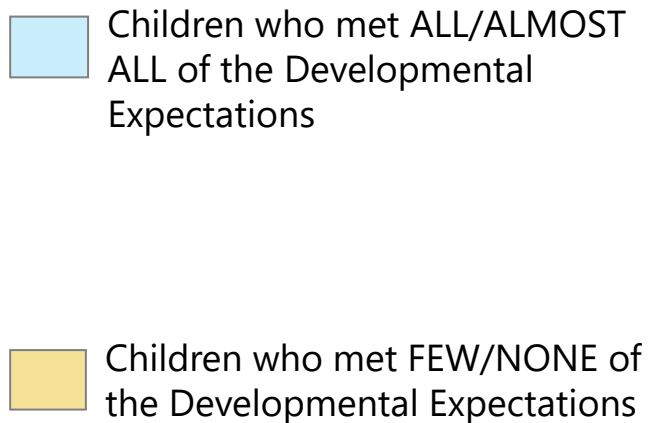 Children who met ALL/ALMOST
ALL of the Developmental
Expectations
Children who met FEW/NONE of
the Developmental Expectations